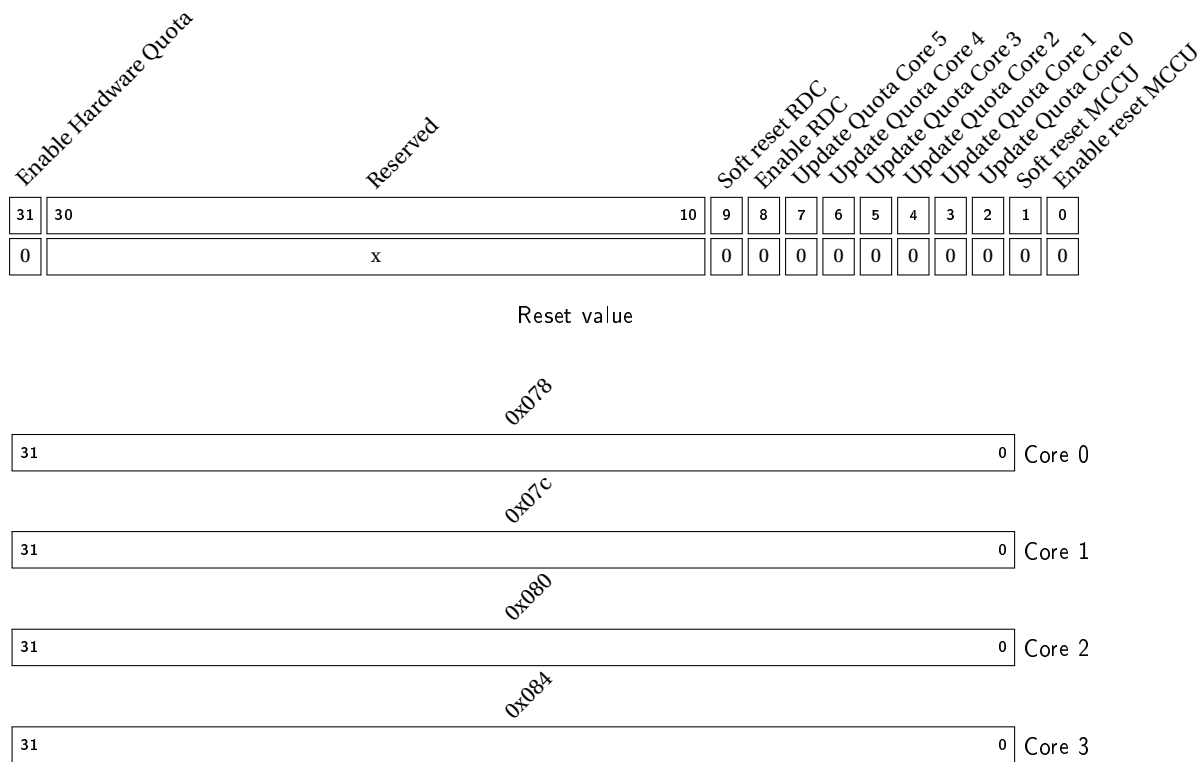 Enable Hardware Quota
Reserved
Soft reset RDC
Enable RDC
Update Quota Core 5
Update Quota Core 4
Update Quota Core 3
Update Quota Core 2
Update Quota Core 1
Update Quota Core 0
Soft reset MCCU
Enable reset MCCU
31 30 10 9 8 7 6 5 4 3 2 1 0
0 x 0 0 0 0 0 0 0 0 0 0
Reset value
0x078
31 0 Core 0
0x07c
31 0 Core 1
0x080
31 0 Core 2
0x084
31 0 Core 3